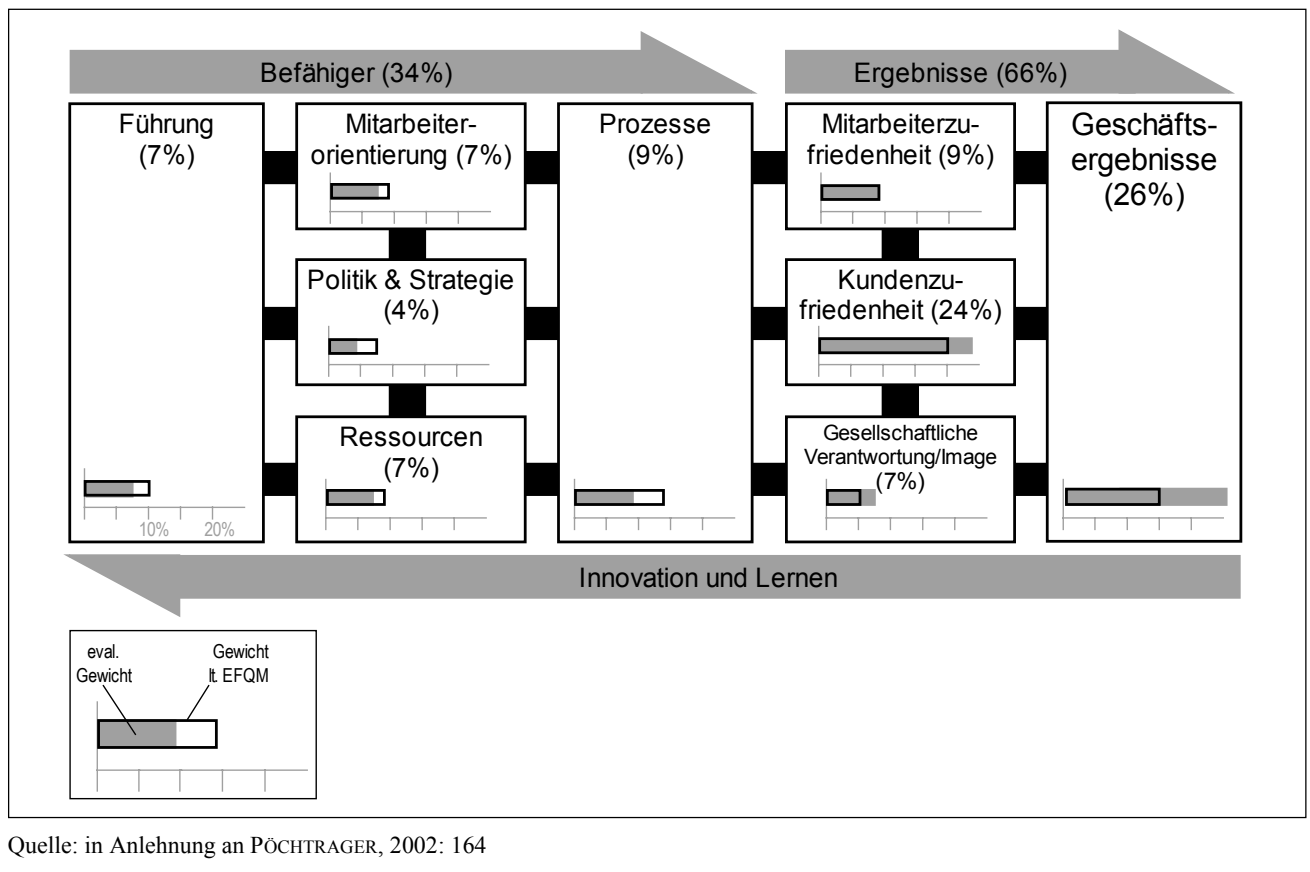 Befähiger (34%)
Ergebnisse (66%)
Führung
(7%)
Mitarbeiter-
orientierung (7%)
Prozesse
(9%)
Mitarbeiterzu-
friedenheit (9%)
Geschäfts-
ergebnisse
(26%)
Politik & Strategie
(4%)
Kundenzu-
friedenheit (24%)
Ressourcen
(7%)
Gesellschaftliche
Verantwortung/Image
(7%)
10% 20%
Innovation und Lernen
eval.
Gewicht
Gewicht
lt. EFQM
Quelle: in Anlehnung an PÖCHTRAGER, 2002: 164